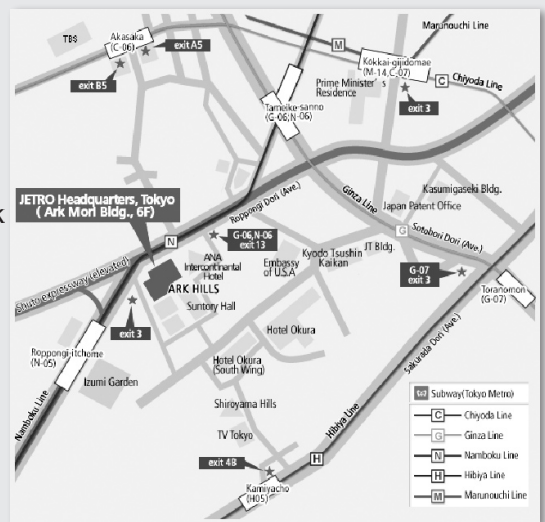 TBS
Akasaka
(C-06)
exit A5
exit B5
M
Marunouchi Line
Kokkai-gijidomae
(M-14,C-07)
C
Chiyoda Line
Prime Minister's
Residence
exit 3
Tameike-sanno
(G-06;N-06)
JETRO Headquarters, Tokyo
( Ark Mori Bldg., 6F)
k
Roppongi Dori (Ave.)
Ginza Line
Kasumigaseki Bldg.
Japan Patent Office
Sotobori Dori (Ave.)
G
N
G-06,N-06
exit 13
ANA
Intercontinental
Hotel
Embassy
of U.S.A
Kyodo Tsushin
Kaikan
JT Bldg.
G-07
exit 3
Toranomon
(G-07)
Shuto expressway (elevated)
ARK HILLS
Suntory Hall
exit 3
Roppongi-itchome
(N-05)
Izumi Garden
Namboku Line
Hotel Okura
Hotel Okura
(South Wing)
Shiroyama Hills
TV Tokyo
exit 4B
Kamiyacho
(H05)
H
Hibiya Line
Sakurada Dori (Ave.)
Subway(Tokyo Metro)
C Chiyoda Line
G Ginza Line
N Namboku Line
H Hibiya Line
M Marunouchi Line